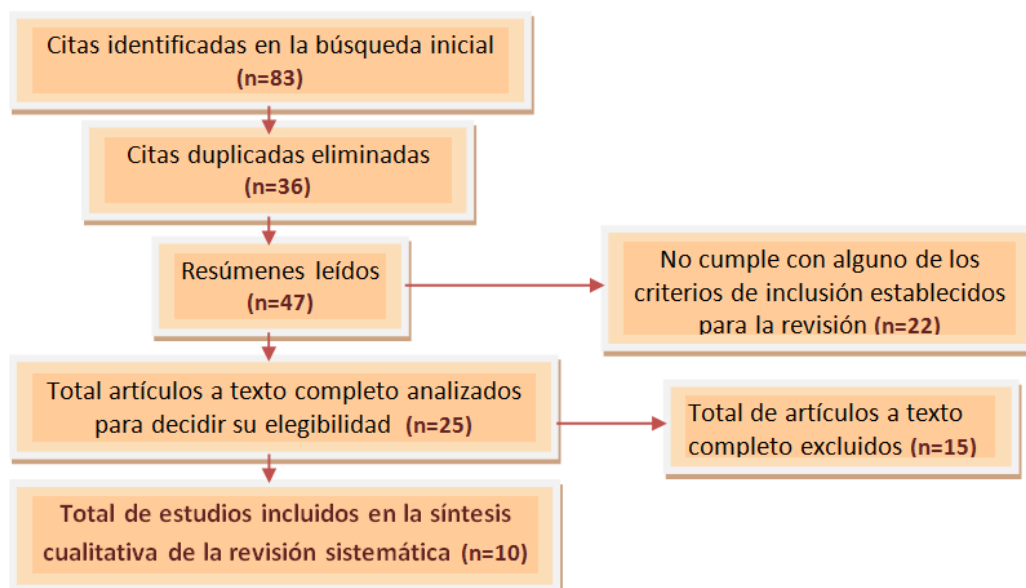 Citas identificadas en la búsqueda inicial
(n=83)
Citas duplicadas eliminadas
(n=36)
Resúmenes leídos
(n=47)
No cumple con alguno de los
criterios de inclusión establecidos
para la revisión (n=22)
Total artículos a texto completo analizados
para decidir su elegibilidad (n=25)
Total de artículos a texto
completo excluidos (n=15)
Total de estudios incluidos en la síntesis
cualitativa de la revisión sistemática (n=10)